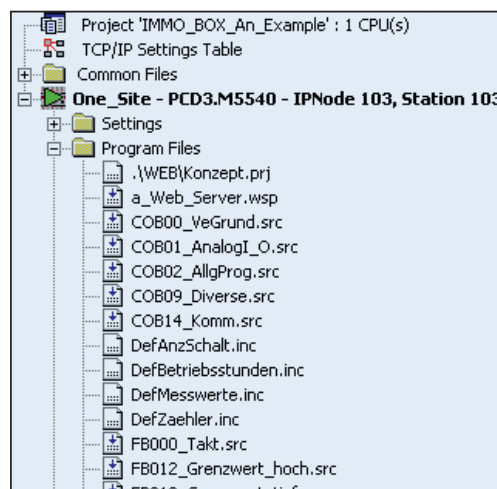 Project 'IMMO_BOX_An_Example' : 1 CPU(s)
TCP/IP Settings Table
Common Files
One_Site - PCD3.M5540 - IPNode 103, Station 103
Settings
Program Files
.\WEB\Konzept.prj
a_Web_Server.wsp
COB00_VeGrund.src
COB01_AnalogI_O.src
COB02_AllgProg.src
COB09_Diverse.src
COB14_Komm.src
DefAnzSchalt.inc
DefBetriebsstunden.inc
DefMesswerte.inc
DefZaehler.inc
FB000_Takt.src
FB012_Grenzwert_hoch.src